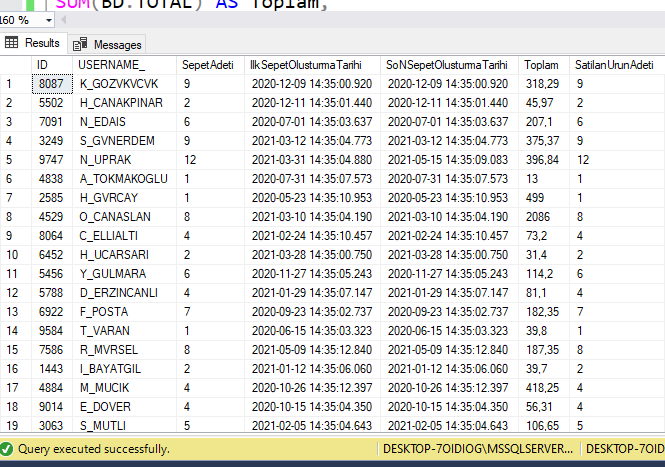 SUM(BD.TOTAL) AS Toplam,
160 %
Results Messages
ID USERNAME_ SepetAdeti IlkSepetOlusturmaTarihi SoNSepetOlusturmaTarihi Toplam SatilanUrunAdeti
1 8087 K_GOZVKVCVK 9 2020-12-09 14:35:00.920 2020-12-09 14:35:00.920 318,29 9
2 5502 H_CANAKPINAR 2 2020-12-11 14:35:01.440 2020-12-11 14:35:01.440 45,97 2
3 7091 N_EDAIS 6 2020-07-01 14:35:03.637 2020-07-01 14:35:03.637 207,1 6
4 3249 S_GVNERDEM 9 2021-03-12 14:35:04.773 2021-03-12 14:35:04.773 375,37 9
5 9747 N_UPRAK 12 2021-03-31 14:35:04.880 2021-05-15 14:35:09.083 396,84 12
6 4838 A_TOKMAKOGLU 1 2020-07-31 14:35:07.573 2020-07-31 14:35:07.573 13 1
7 2585 H_GVRCAY 1 2020-05-23 14:35:10.953 2020-05-23 14:35:10.953 499 1
8 4529 O_CANASLAN 8 2021-03-10 14:35:04.190 2021-03-10 14:35:04.190 2086 8
9 8064 C_ELLIALTI 4 2021-02-24 14:35:10.457 2021-02-24 14:35:10.457 73,2 4
10 6452 H_UCARSARI 2 2021-03-28 14:35:00.750 2021-03-28 14:35:00.750 31,4 2
11 5456 Y_GULMARA 6 2020-11-27 14:35:05.243 2020-11-27 14:35:05.243 114,2 6
12 5788 D_ERZINCANLI 4 2021-01-29 14:35:07.147 2021-01-29 14:35:07.147 81,1 4
13 6922 F_POSTA 7 2020-09-23 14:35:02.737 2020-09-23 14:35:02.737 182,35 7
14 9584 T_VARAN 1 2020-06-15 14:35:03.323 2020-06-15 14:35:03.323 39,8 1
15 7586 R_MVRSEL 8 2021-05-09 14:35:12.840 2021-05-09 14:35:12.840 187,35 8
16 1443 I_BAYATGIL 2 2021-01-12 14:35:06.060 2021-01-12 14:35:06.060 39,7 2
17 4884 M_MUCIK 4 2020-10-26 14:35:12.397 2020-10-26 14:35:12.397 418,25 4
18 9014 E_DOVER 4 2020-10-15 14:35:04.350 2020-10-15 14:35:04.350 56,31 4
19 3063 S_MUTLI 5 2021-02-05 14:35:04.643 2021-02-05 14:35:04.643 106,65 5
Query executed successfully. DESKTOP-7OIDIOG\MSSQLSERVER... DESKTOP-7OID